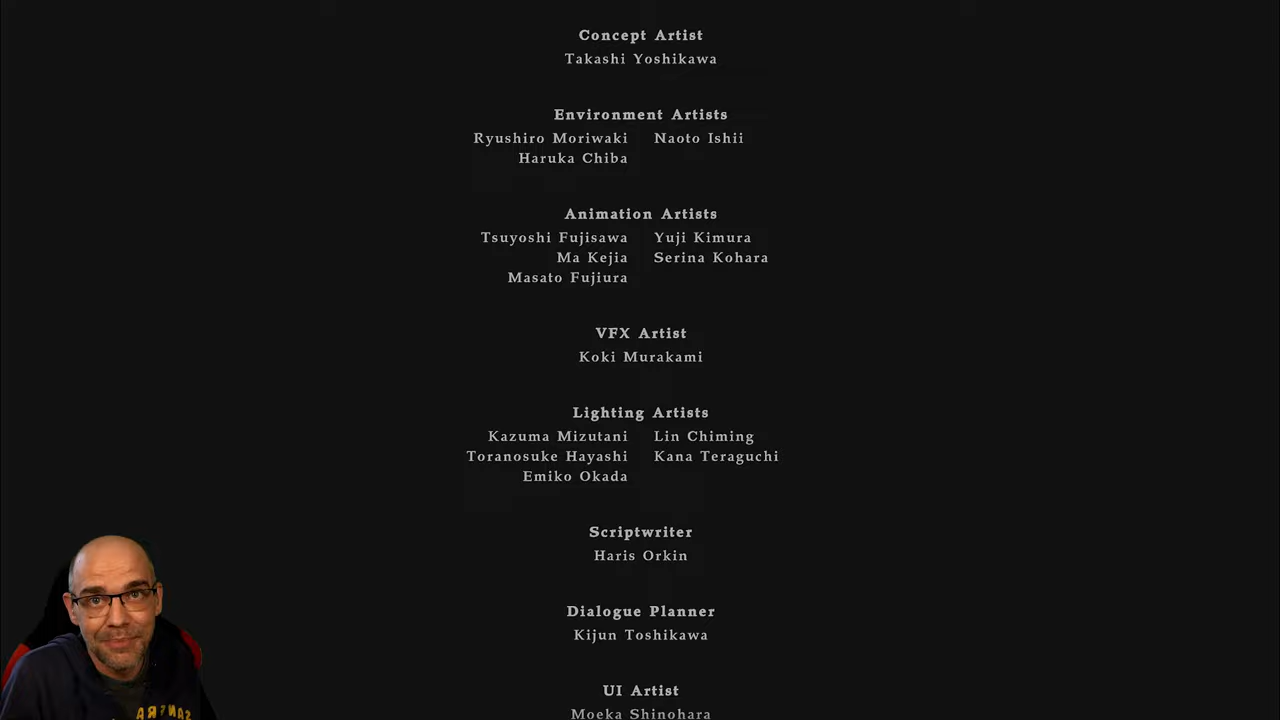 Concept Artist
Takashi Yoshikawa
Environment Artists
Ryushiro Moriwaki Naoto Ishii
Haruka Chiba
Animation Artists
Tsuyoshi Fujisawa Yuji Kimura
Ma Kejia Serina Kohara
Masato Fujiura
VFX Artist
Koki Murakami
Lighting Artists
Kazuma Mizutani Lin Chiming
Toranosuke Hayashi Kana Teraguchi
Emiko Okada
Scriptwriter
Haris Orkin
Dialogue Planner
Kijun Toshikawa
UI Artist
Moeka Shinohara